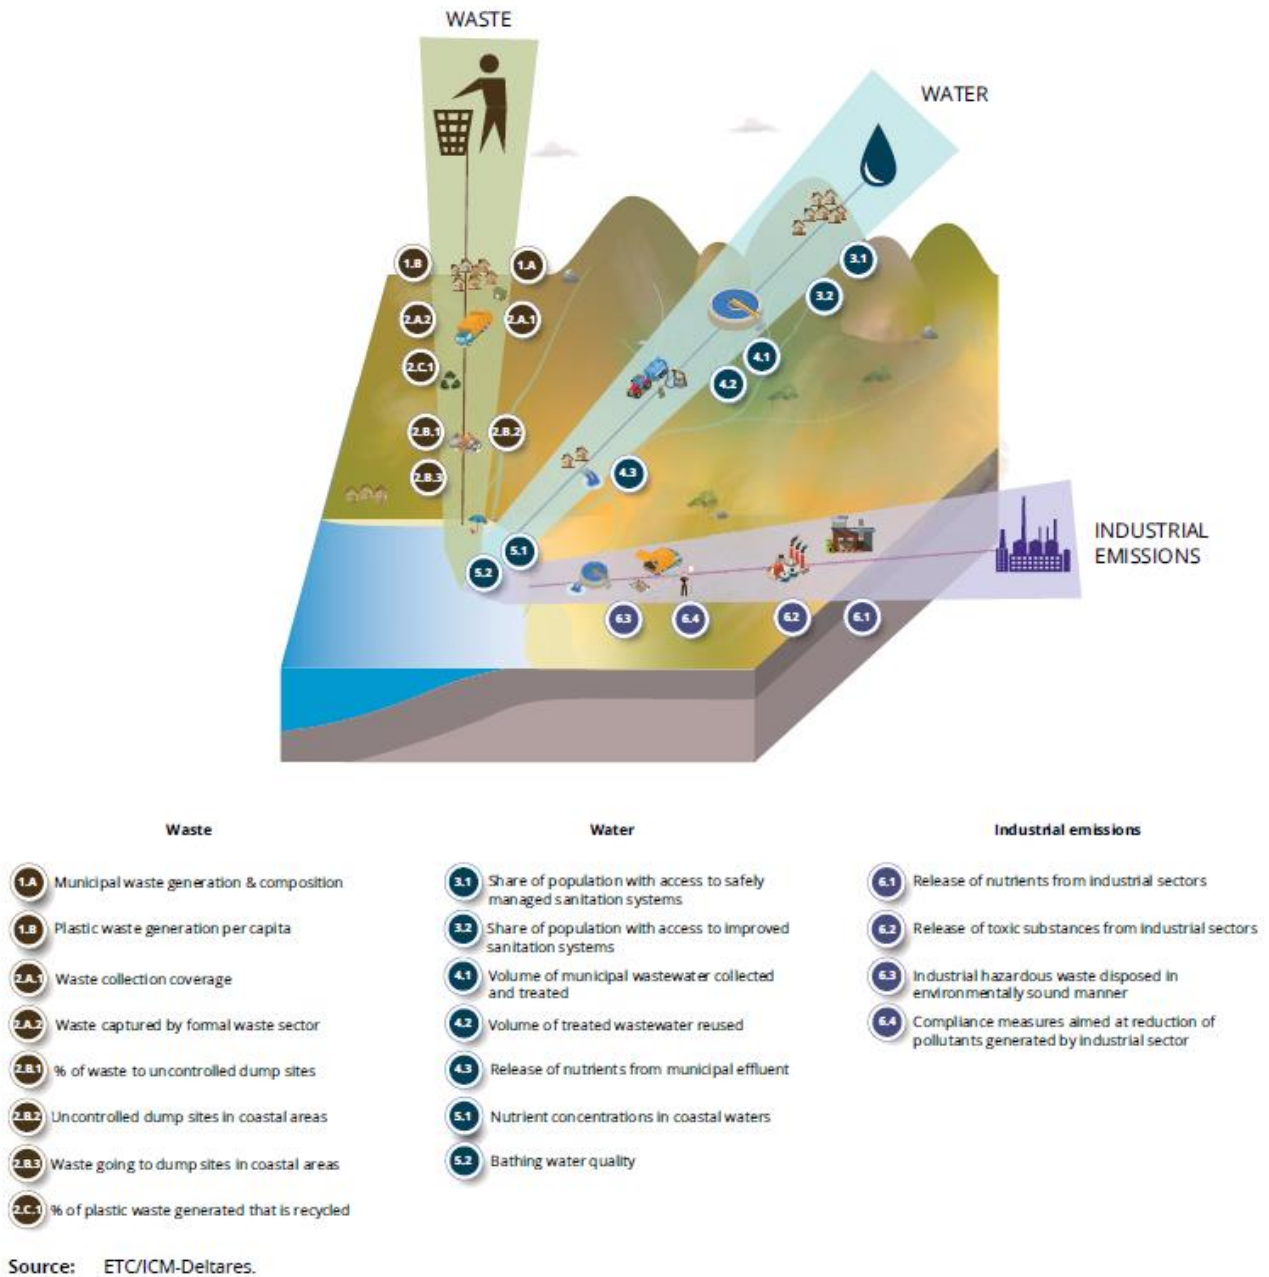 WASTE
WATER
1.B
1.A
3.1
3.2
2.A.2
2.A.1
4.1
2.C.1
4.2
2.B.1
2.B.2
4.3
2.B.3
INDUSTRIAL
EMISSIONS
5.1
5.2
6.3
6.4
6.2
6.1
Waste
1.A Municipal waste generation & composition
1.B Plastic waste generation per capita
2.A.1 Waste collection coverage
2.A.2 Waste captured by formal waste sector
2.B.1 % of waste to uncontrolled dump sites
2.B.2 Uncontrolled dump sites in coastal areas
2.B.3 Waste going to dump sites in coastal areas
2.C.1 % of plastic waste generated that is recycled
Water
3.1 Share of population with access to safely
managed sanitation systems
3.2 Share of population with access to improved
sanitation systems
4.1 Volume of municipal wastewater collected
and treated
4.2 Volume of treated wastewater reused
4.3 Release of nutrients from municipal effluent
5.1 Nutrient concentrations in coastal waters
5.2 Bathing water quality
Industrial emissions
6.1 Release of nutrients from industrial sectors
6.2 Release of toxic substances from industrial sectors
6.3 Industrial hazardous waste disposed in
environmentally sound manner
6.4 Compliance measures aimed at reduction of
pollutants generated by industrial sector
Source: ETC/ICM-Deltares.